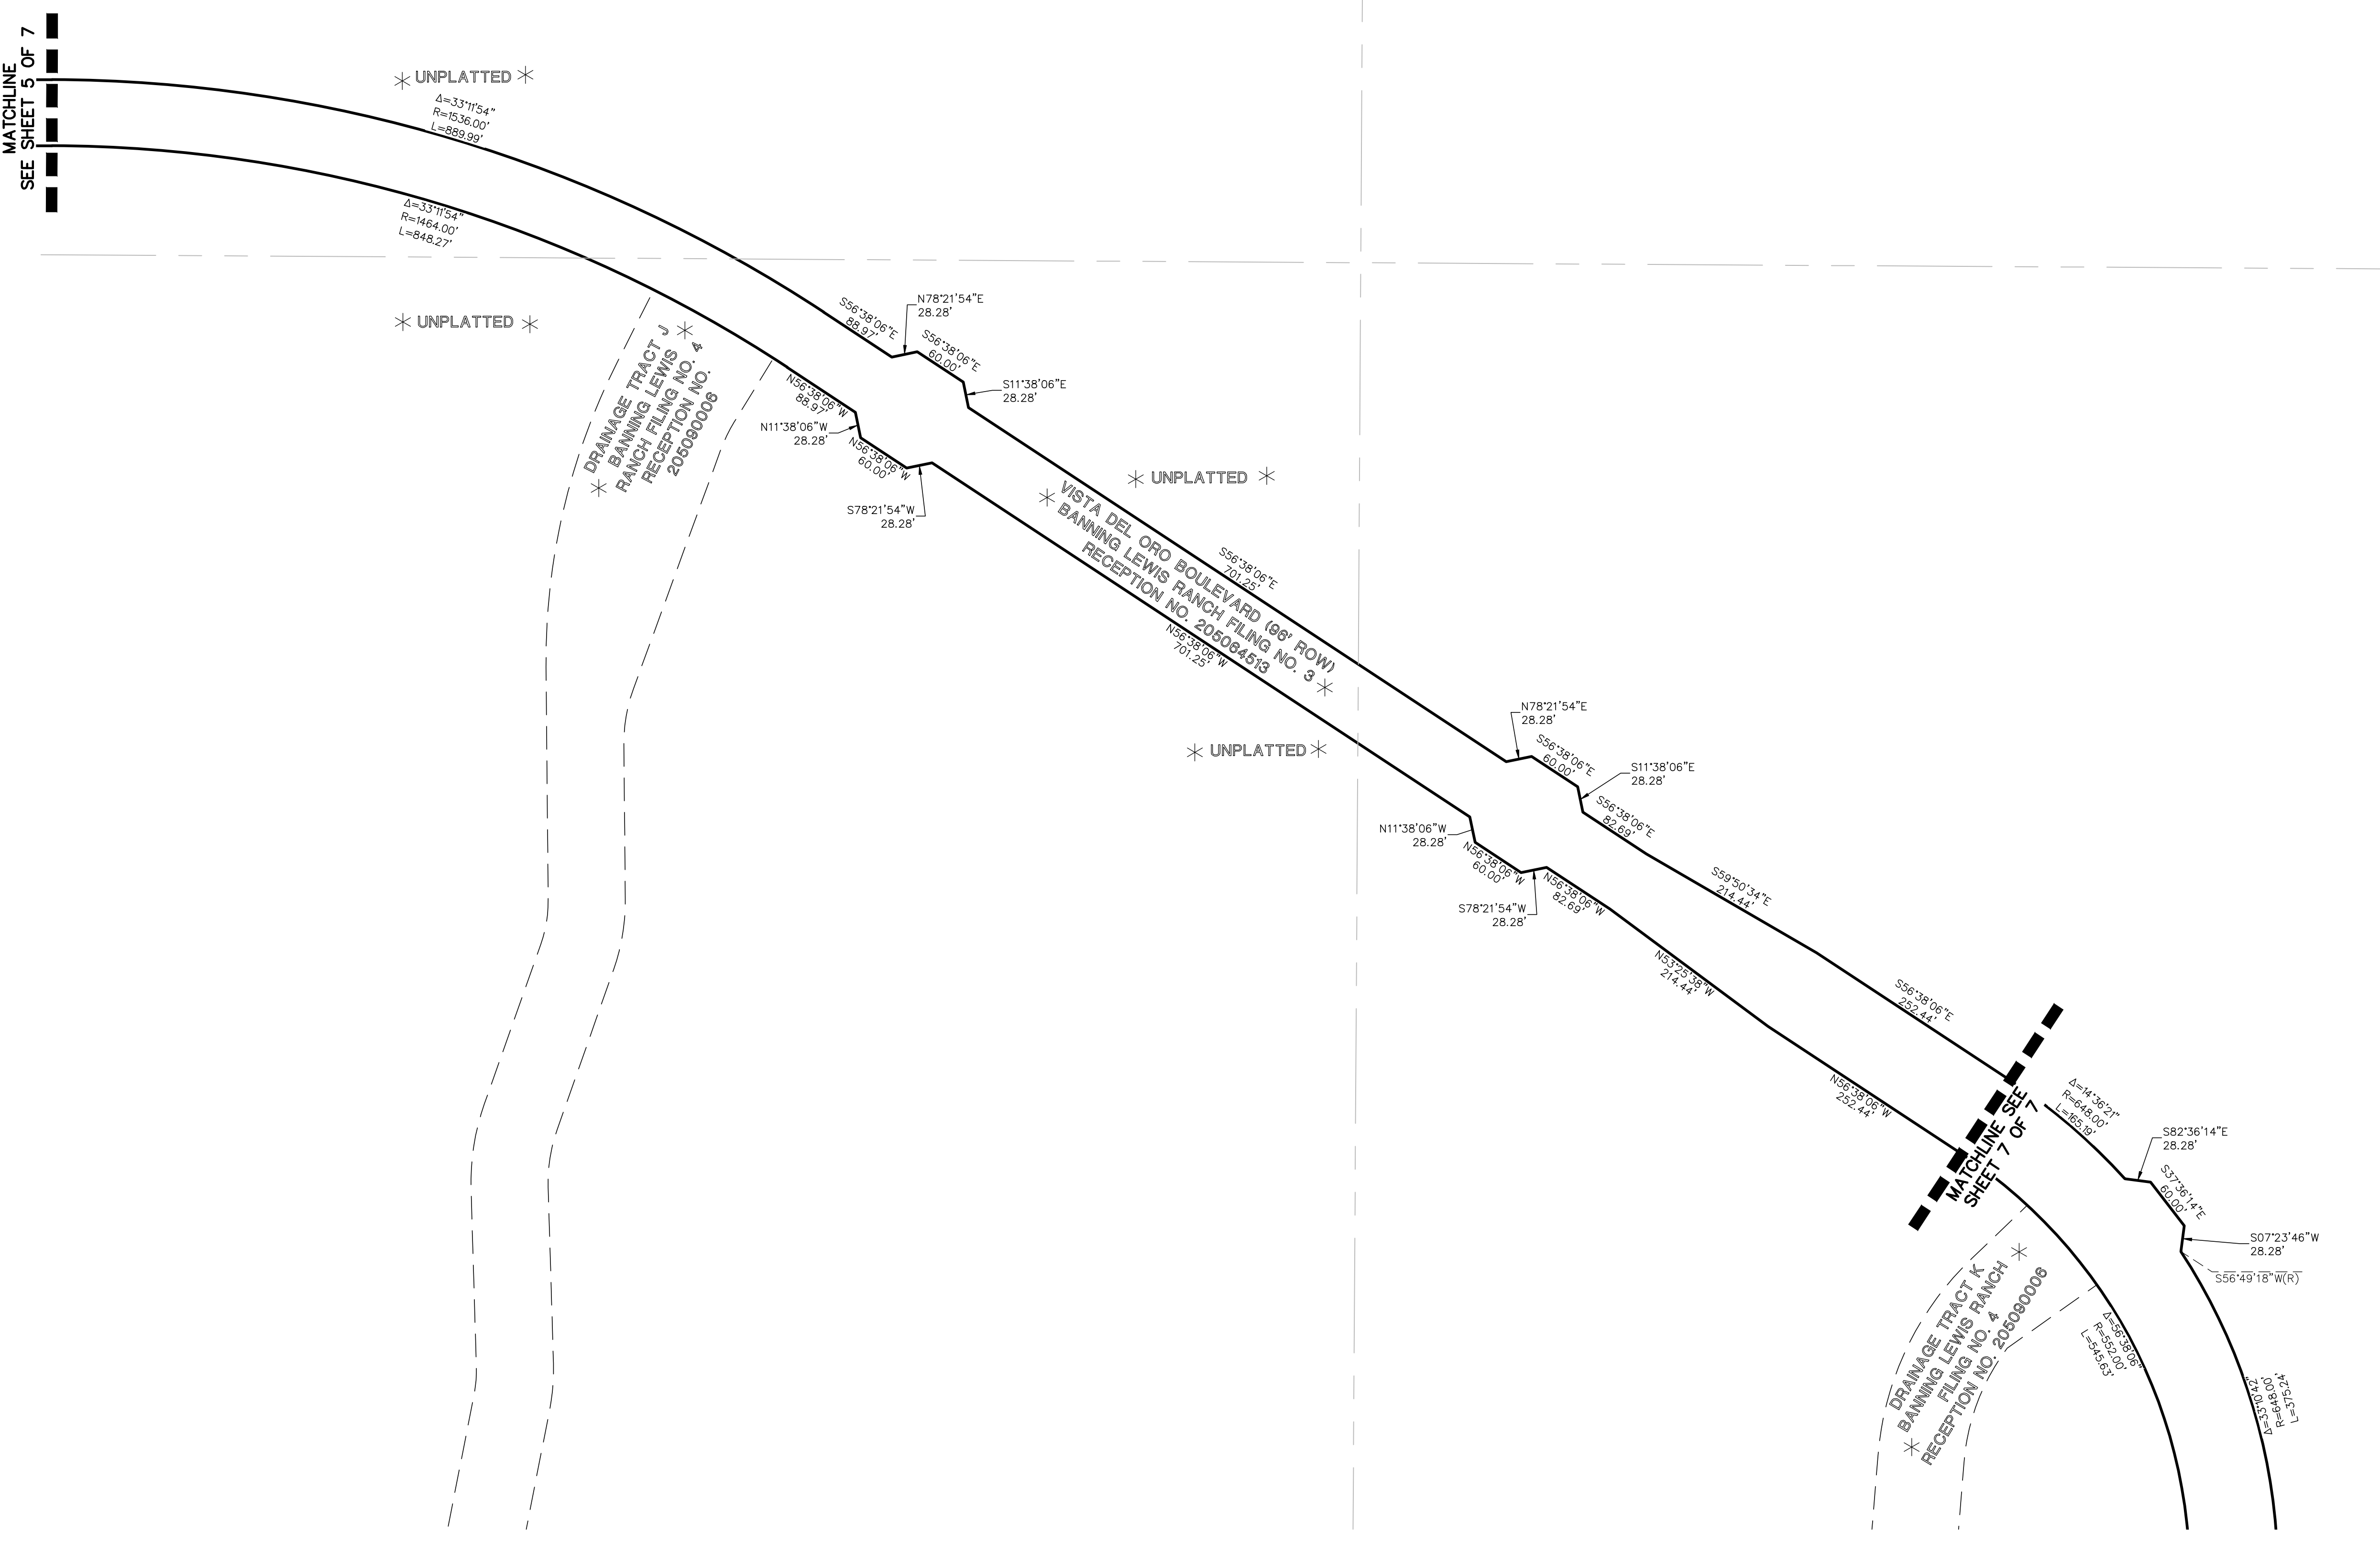 MATCHLINE
SEE SHEET 5 OF 7
UNPLATTED
Δ=33°11'54"
R=1536.00'
L=889.99'
Δ=33°11'54"
R=1464.00'
L=848.27'
UNPLATTED
DRAINAGE TRACT J
BANNING LEWIS
RANCH FILING NO. 4
RECEPTION NO.
205090006
S56°38'06"E
88.97'
N78°21'54"E
28.28'
S56°38'06"E
60.00'
S11°38'06"E
28.28'
N56°38'06"W
88.97'
N11°38'06"W
28.28'
N56°38'06"W
60.00'
S78°21'54"W
28.28'
UNPLATTED
VISTA DEL ORO BOULEVARD (96' ROW)
BANNING LEWIS RANCH FILING NO. 3
RECEPTION NO. 205064513
S56°38'06"E
701.25'
N56°38'06"W
701.25'
UNPLATTED
N78°21'54"E
28.28'
S56°38'06"E
60.00'
S11°38'06"E
28.28'
S56°38'06"E
82.69'
N11°38'06"W
28.28'
N56°38'06"W
60.00'
N56°38'06"W
82.69'
S78°21'54"W
28.28'
S59°50'34"E
214.44'
N53°25'38"W
214.44'
S56°38'06"E
252.44'
N56°38'06"W
252.44'
MATCHLINE SEE
SHEET 7 OF 7
Δ=14°36'21"
R=648.00'
L=165.19'
S82°36'14"E
28.28'
S37°36'14"E
60.00'
S07°23'46"W
28.28'
S56°49'18"W(R)
DRAINAGE TRACT K
BANNING LEWIS RANCH
FILING NO. 4
RECEPTION NO. 205090006
Δ=56°38'06"
R=552.00'
L=545.63'
Δ=33°10'42"
R=648.00'
L=375.24'